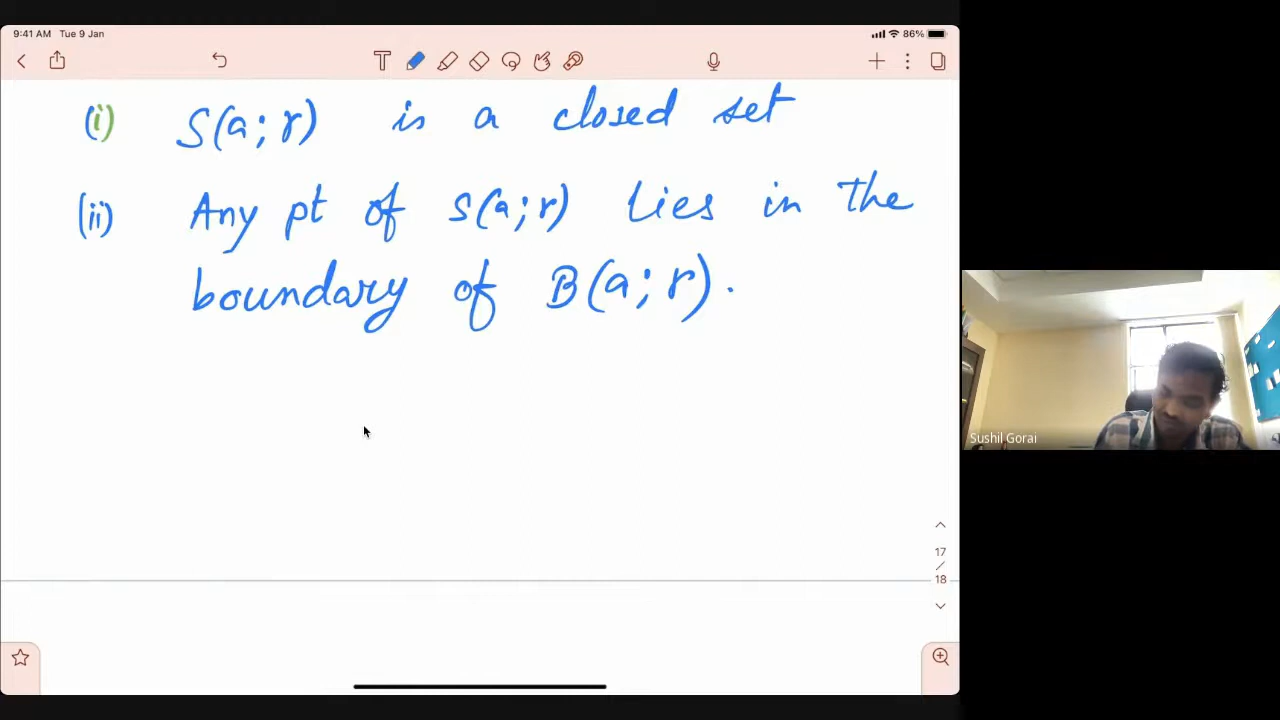 9:41 AM Tue 9 Jan
86%
(i) S(a; r) is a closed set
(ii) Any pt of S(a; r) lies in the
boundary of B(a; r).
Sushil Gorai
17
/
18